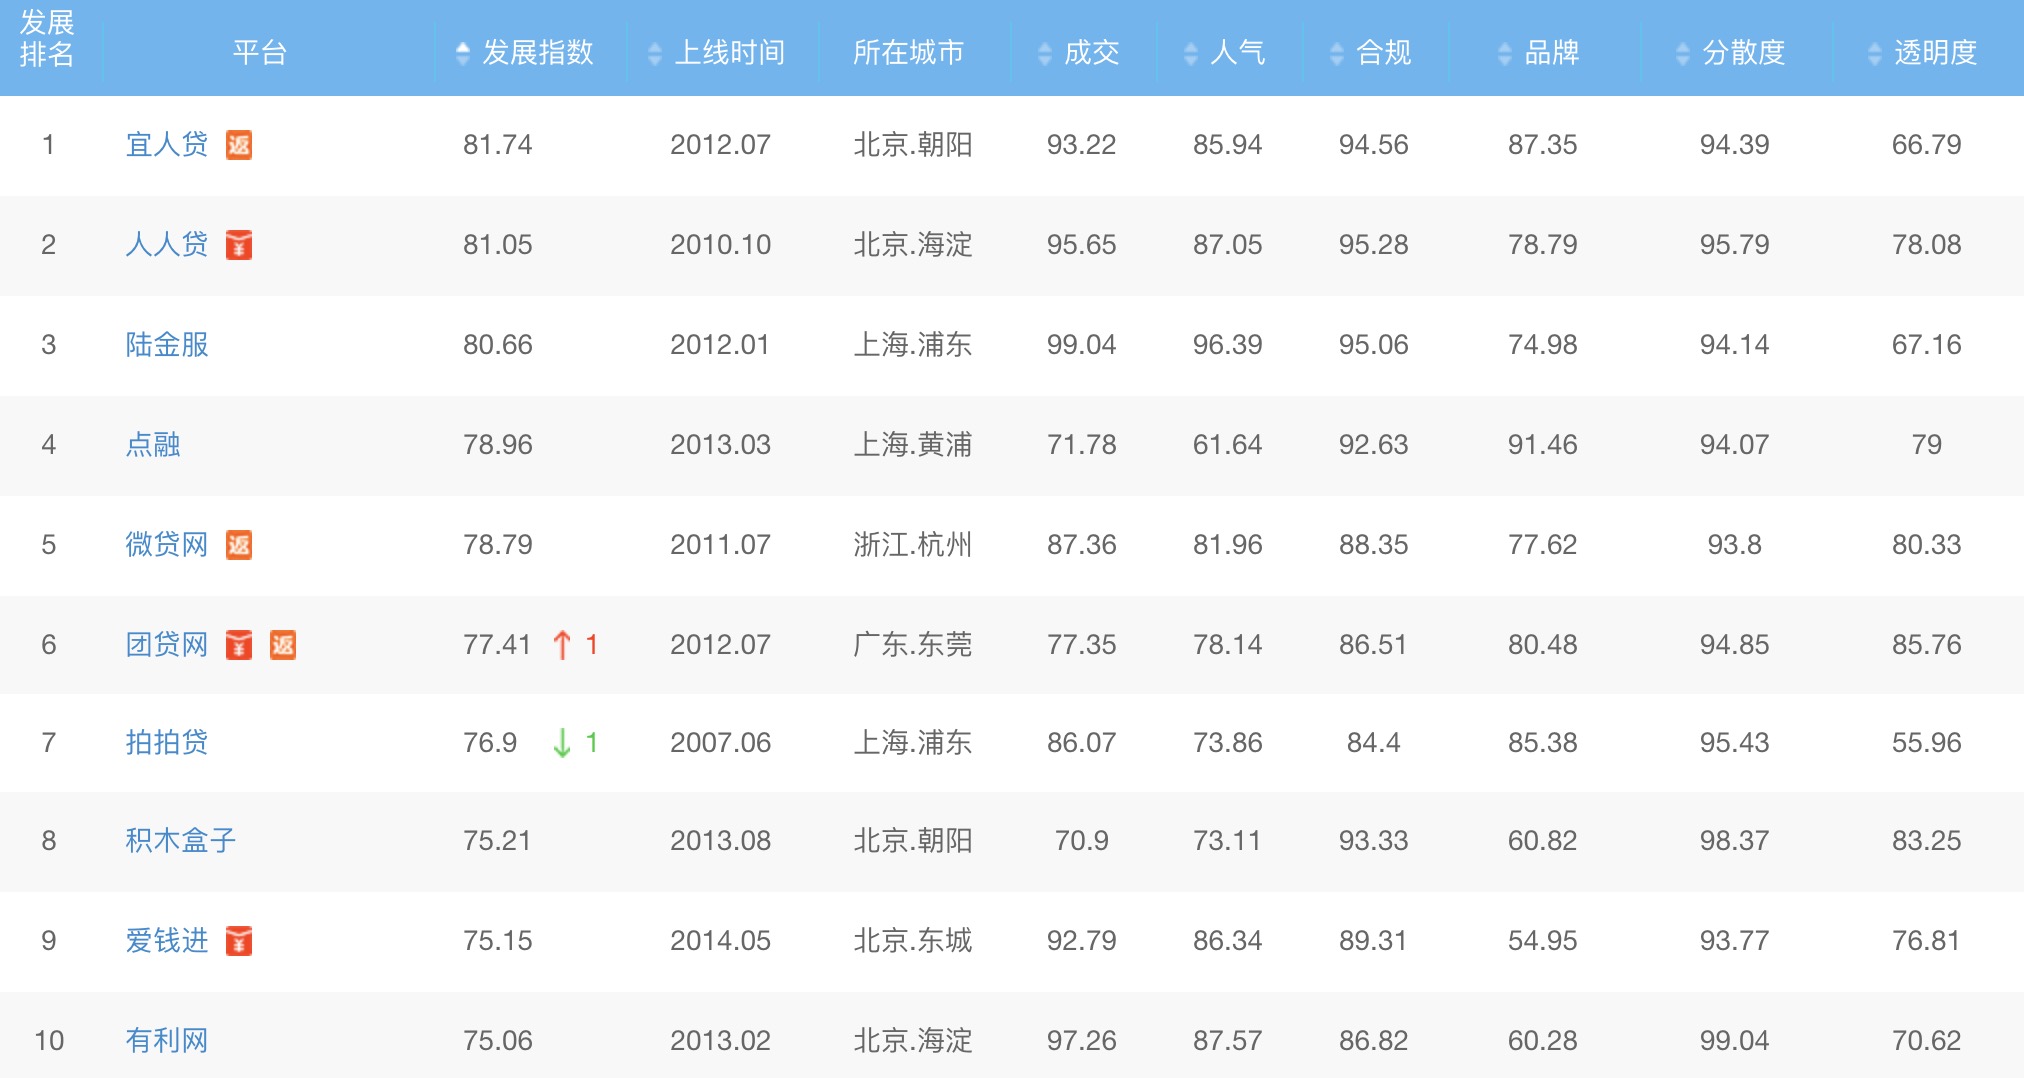 发展排名 平台 发展指数 上线时间 所在城市 成交 人气 合规 品牌 分散度 透明度
1 宜人贷 返 81.74 2012.07 北京.朝阳 93.22 85.94 94.56 87.35 94.39 66.79
2 人人贷 ¥ 81.05 2010.10 北京.海淀 95.65 87.05 95.28 78.79 95.79 78.08
3 陆金服 80.66 2012.01 上海.浦东 99.04 96.39 95.06 74.98 94.14 67.16
4 点融 78.96 2013.03 上海.黄浦 71.78 61.64 92.63 91.46 94.07 79
5 微贷网 返 78.79 2011.07 浙江.杭州 87.36 81.96 88.35 77.62 93.8 80.33
6 团贷网 ¥ 返 77.41 ↑ 1 2012.07 广东.东莞 77.35 78.14 86.51 80.48 94.85 85.76
7 拍拍贷 76.9 ↓ 1 2007.06 上海.浦东 86.07 73.86 84.4 85.38 95.43 55.96
8 积木盒子 75.21 2013.08 北京.朝阳 70.9 73.11 93.33 60.82 98.37 83.25
9 爱钱进 ¥ 75.15 2014.05 北京.东城 92.79 86.34 89.31 54.95 93.77 76.81
10 有利网 75.06 2013.02 北京.海淀 97.26 87.57 86.82 60.28 99.04 70.62